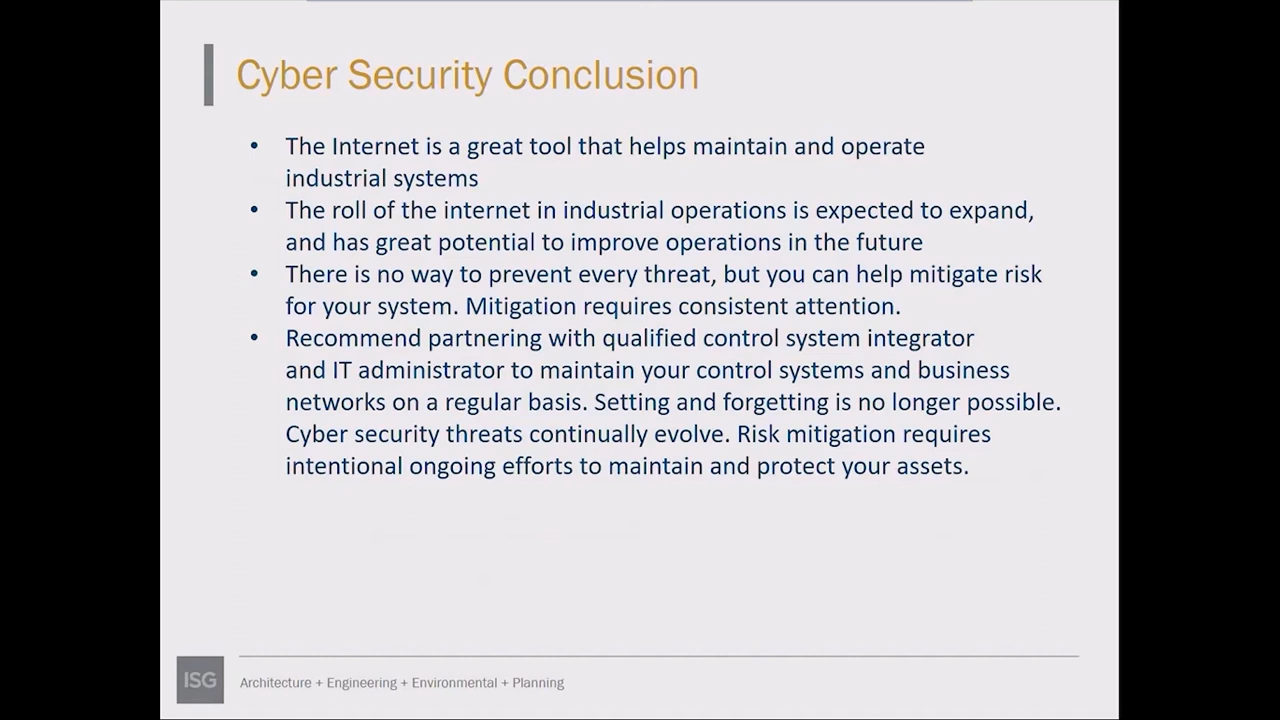 Cyber Security Conclusion
• The Internet is a great tool that helps maintain and operate
industrial systems
• The roll of the internet in industrial operations is expected to expand,
and has great potential to improve operations in the future
• There is no way to prevent every threat, but you can help mitigate risk
for your system. Mitigation requires consistent attention.
• Recommend partnering with qualified control system integrator
and IT administrator to maintain your control systems and business
networks on a regular basis. Setting and forgetting is no longer possible.
Cyber security threats continually evolve. Risk mitigation requires
intentional ongoing efforts to maintain and protect your assets.
ISG
Architecture + Engineering + Environmental + Planning